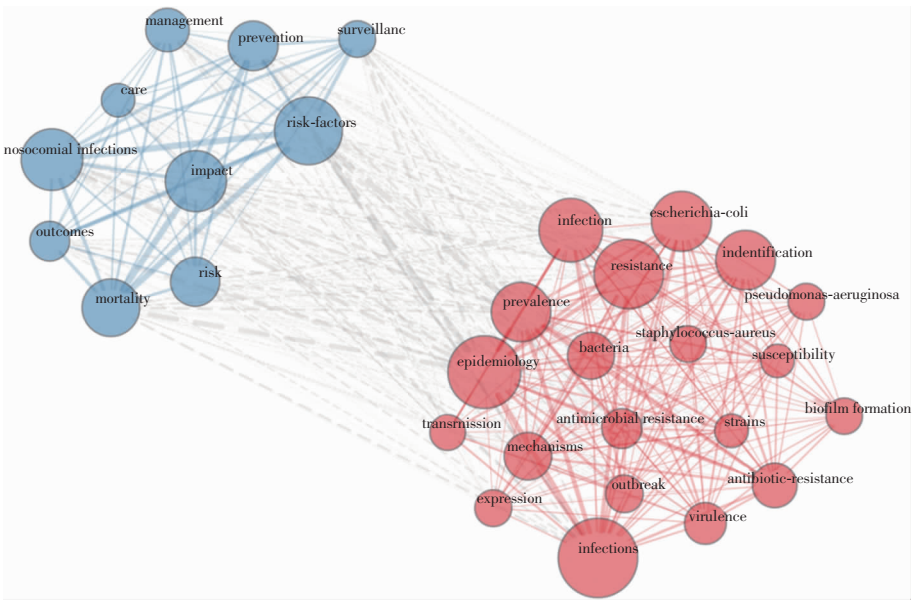 management
prevention
surveillanc
care
risk-factors
nosocomial infections
impact
outcomes
risk
mortality
infection
escherichia-coli
resistance
indentification
prevalence
pseudomonas-aeruginosa
staphylococcus-aureus
bacteria
susceptibility
epidemiology
biofilm formation
transrnission
antimicrobial resistance
strains
mechanisms
antibiotic-resistance
outbreak
expression
virulence
infections